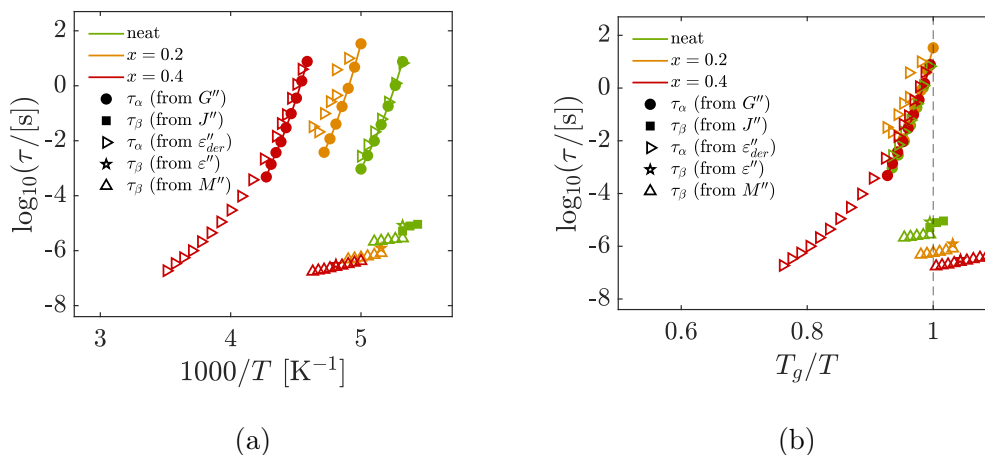 neat
x = 0.2
x = 0.4
τα (from G′′)
τβ (from J′′)
τα (from ε′′der)
τβ (from ε′′)
τβ (from M′′)
log10(τ/[s])
2
0
-2
-4
-6
-8
3
4
5
1000/T [K−1]
(a)
neat
x = 0.2
x = 0.4
τα (from G′′)
τβ (from J′′)
τα (from ε′′der)
τβ (from ε′′)
τβ (from M′′)
log10(τ/[s])
2
0
-2
-4
-6
-8
0.6
0.8
1
Tg/T
(b)